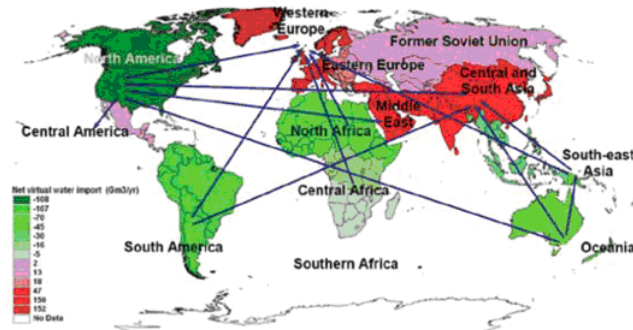 Western
Europe
Former Soviet Union
North America
Eastern Europe
Central and
South Asia
Middle
East
Central America
North Africa
South-east
Asia
Central Africa
Net virtual water import (Gm3/yr)
-108
-107
-70
-45
-30
-16
-5
2
13
18
47
150
152
No Data
South America
Oceania
Southern Africa